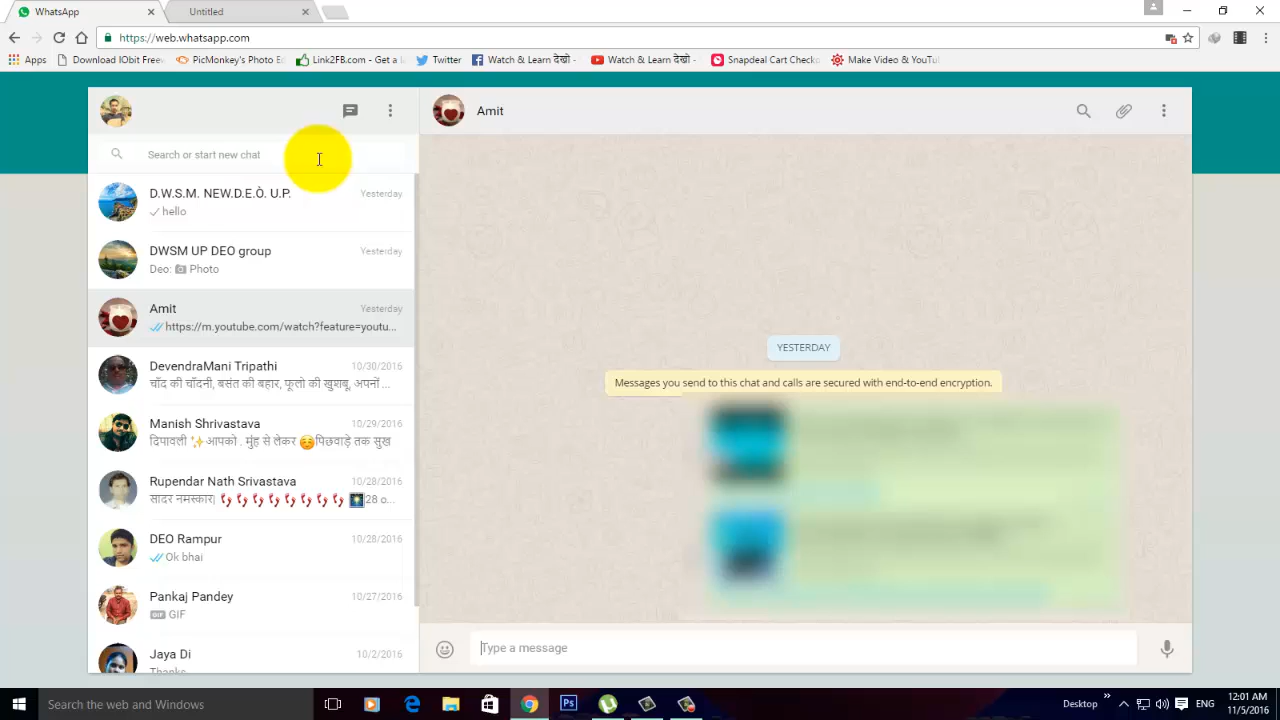 WhatsApp
Untitled
https://web.whatsapp.com
Apps Download IObit Free PicMonkey's Photo Ed Link2FB.com - Get a l Twitter Watch & Learn देखो - Watch & Learn देखो - Snapdeal Cart Checko Make Video & YouTu
Amit
Search or start new chat
D.W.S.M. NEW.D.E.Ò. U.P. Yesterday
hello
DWSM UP DEO group Yesterday
Deo: Photo
Amit Yesterday
https://m.youtube.com/watch?feature=youtu...
DevendraMani Tripathi 10/30/2016
चाँद की चाँदनी, बसंत की बहार, फूलो की खुशबू, अपनों ...
Manish Shrivastava 10/29/2016
दिपावली ✨आपको . मुंह से लेकर 😌पिछवाड़े तक सुख
Rupendar Nath Srivastava 10/28/2016
सादर नमस्कार| 👣👣👣👣👣👣👣👣 🎇28 o...
DEO Rampur 10/28/2016
Ok bhai
Pankaj Pandey 10/27/2016
GIF GIF
Jaya Di 10/2/2016
Thanks
YESTERDAY
Messages you send to this chat and calls are secured with end-to-end encryption.
Type a message
Search the web and Windows
Ps
Desktop
ENG
12:01 AM
11/5/2016